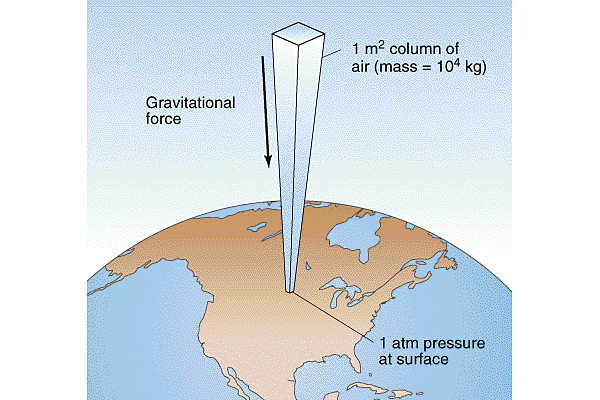 1 m² column of
air (mass = 10⁴ kg)
Gravitational
force
1 atm pressure
at surface